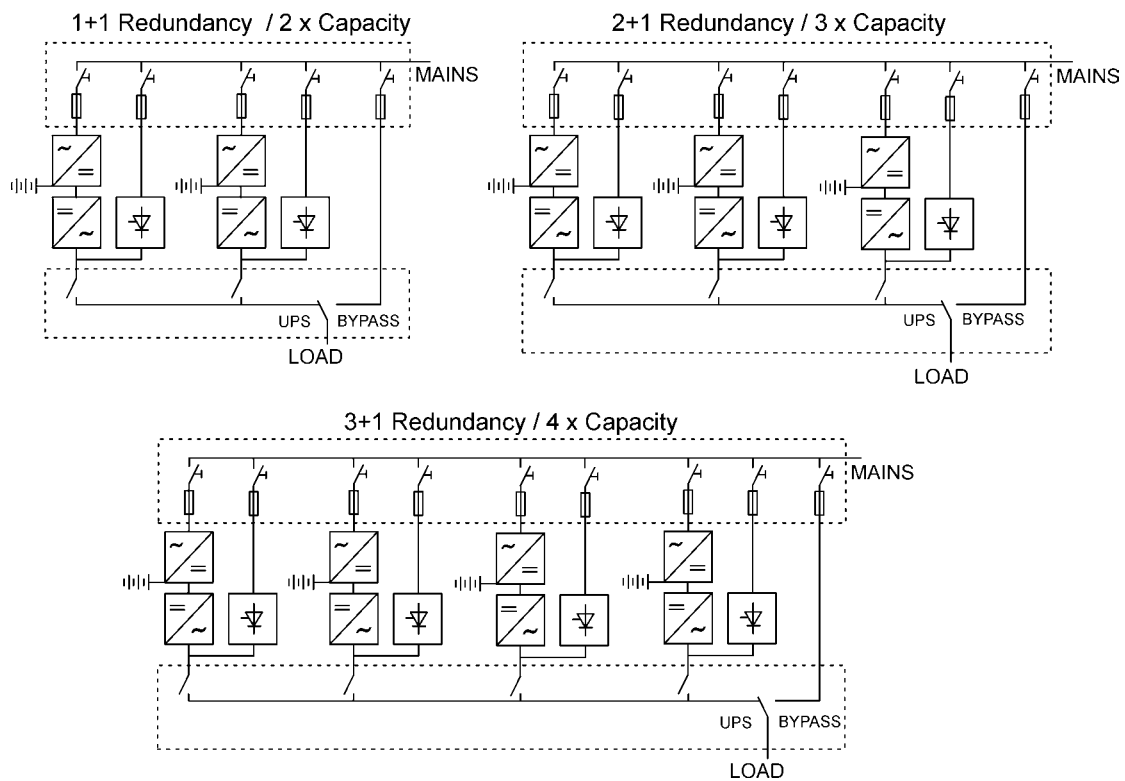 1+1 Redundancy / 2 x Capacity
MAINS
UPS BYPASS
LOAD
2+1 Redundancy / 3 x Capacity
MAINS
UPS BYPASS
LOAD
3+1 Redundancy / 4 x Capacity
MAINS
UPS BYPASS
LOAD